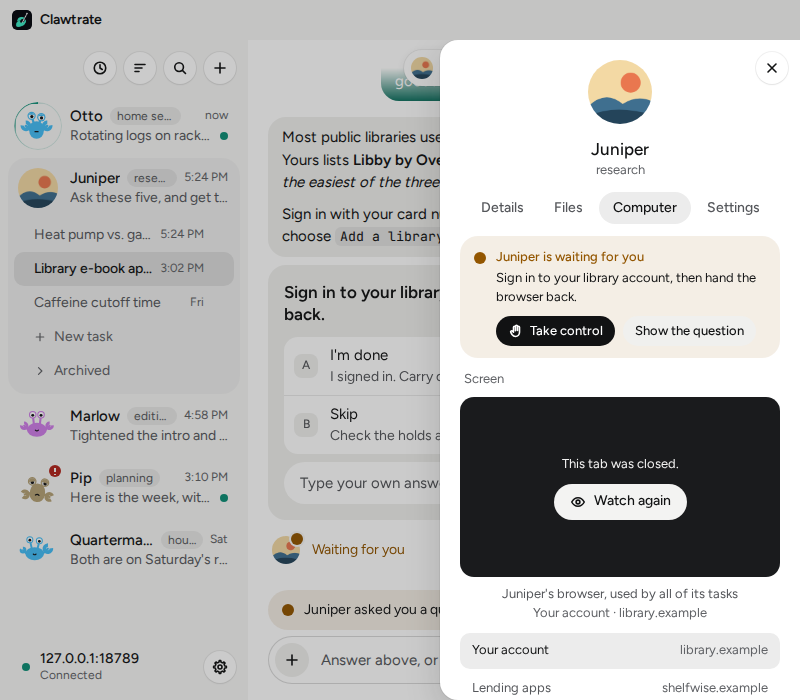 Clawtrate
Otto home se... now
Rotating logs on rack...
Juniper rese... 5:24 PM
Ask these five, and get t...
Heat pump vs. ga... 5:24 PM
Library e-book ap... 3:02 PM
Caffeine cutoff time Fri
New task
Archived
Marlow editi... 4:58 PM
Tightened the intro and ...
Pip planning 3:10 PM
Here is the week, wit...
Quarterma... hou... Sat
Both are on Saturday's r...
127.0.0.1:18789
Connected
Most public libraries use
Yours lists Libby by Ove
the easiest of the three
Sign in with your card n
choose Add a library
Sign in to your library
back.
A I'm done
I signed in. Carry o
B Skip
Check the holds a
Type your own answe
Waiting for you
Juniper asked you a qu
Answer above, or
Juniper
research
Details Files Computer Settings
Juniper is waiting for you
Sign in to your library account, then hand the
browser back.
Take control Show the question
Screen
This tab was closed.
Watch again
Juniper's browser, used by all of its tasks
Your account · library.example
Your account library.example
Lending apps shelfwise.example